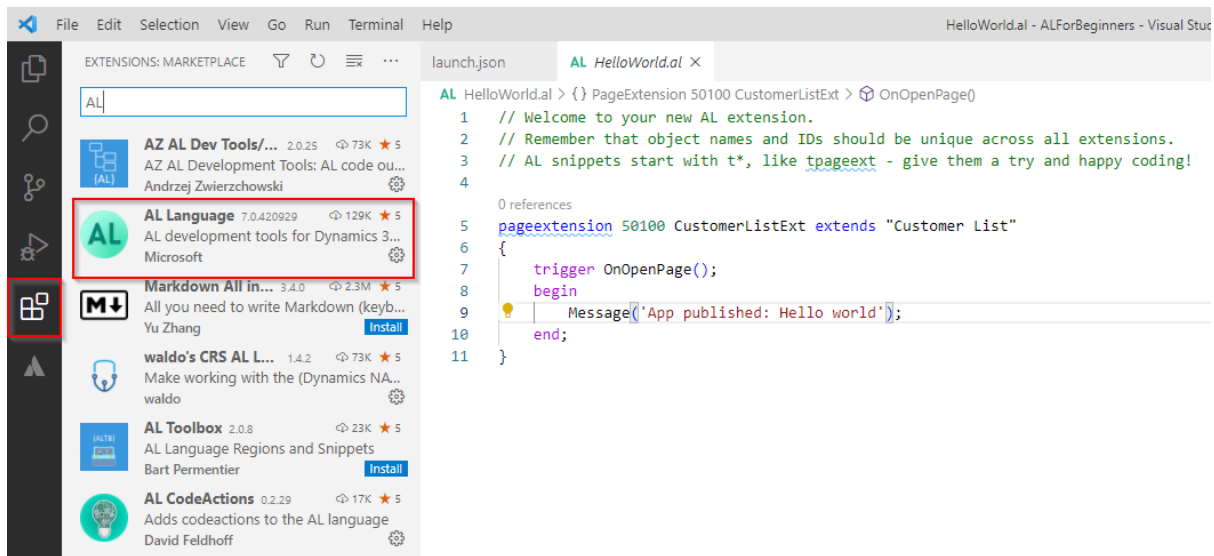 File Edit Selection View Go Run Terminal Help
HelloWorld.al - ALForBeginners - Visual Stud
EXTENSIONS: MARKETPLACE
AL
{AL}
AZ AL Dev Tools/... 2.0.25 73K ★ 5
AZ AL Development Tools: AL code ou...
Andrzej Zwierzchowski
AL
AL Language 7.0.420929 129K ★ 5
AL development tools for Dynamics 3...
Microsoft
M
Markdown All in... 3.4.0 2.3M ★ 5
All you need to write Markdown (keyb...
Yu Zhang Install
waldo's CRS AL L... 1.4.2 73K ★ 5
Make working with the (Dynamics NA...
waldo
{ALTB}
AL Toolbox 2.0.8 23K ★ 5
AL Language Regions and Snippets
Bart Permentier Install
AL CodeActions 0.2.29 17K ★ 5
Adds codeactions to the AL language
David Feldhoff
launch.json
AL HelloWorld.al ×
AL HelloWorld.al > {} PageExtension 50100 CustomerListExt > OnOpenPage()
1 // Welcome to your new AL extension.
2 // Remember that object names and IDs should be unique across all extensions.
3 // AL snippets start with t*, like tpageext - give them a try and happy coding!
4
0 references
5 pageextension 50100 CustomerListExt extends "Customer List"
6 {
7 trigger OnOpenPage();
8 begin
9 Message('App published: Hello world');
10 end;
11 }